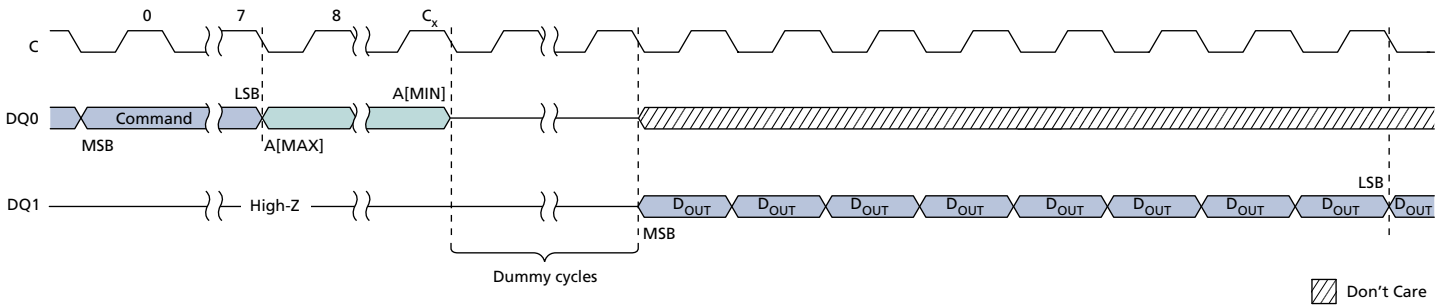 0 7 8 Cx
C
LSB A[MIN]
DQ0 Command
MSB A[MAX]
LSB
DQ1 High-Z DOUT DOUT DOUT DOUT DOUT DOUT DOUT DOUT DOUT
MSB
Dummy cycles
Don't Care